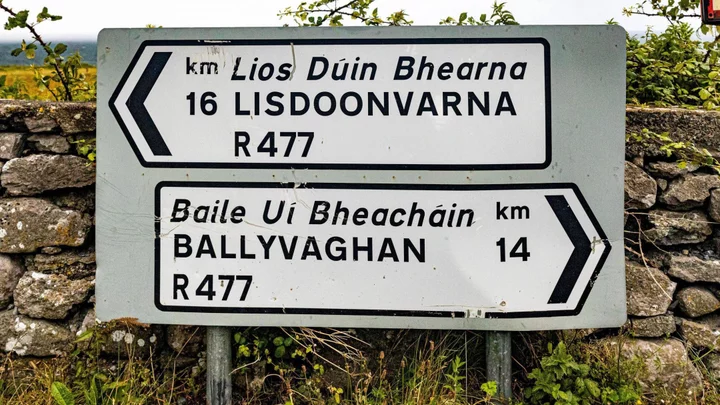 km Lios Dúin Bhearna
16 LISDOONVARNA
R477
Baile Uí Bheacháin km
BALLYVAGHAN 14
R477